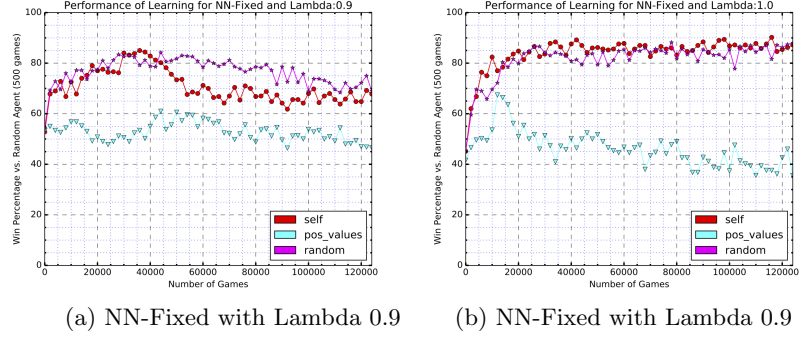 Performance of Learning for NN-Fixed and Lambda:0.9
Win Percentage vs. Random Agent (500 games)
100
80
60
40
20
0
0 20000 40000 60000 80000 100000 120000
Number of Games
self
pos_values
random
(a) NN-Fixed with Lambda 0.9
Performance of Learning for NN-Fixed and Lambda:1.0
Win Percentage vs. Random Agent (500 games)
100
80
60
40
20
0
0 20000 40000 60000 80000 100000 120000
Number of Games
self
pos_values
random
(b) NN-Fixed with Lambda 0.9